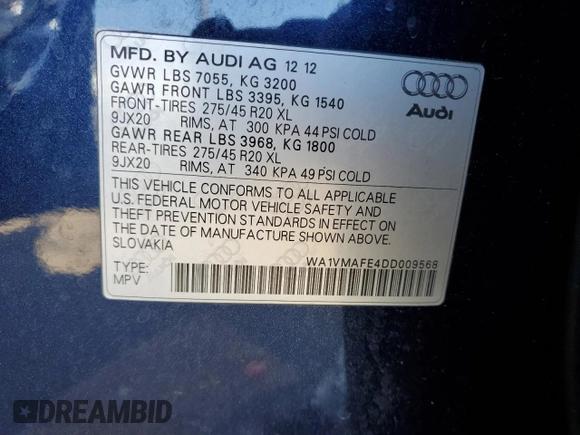 MFD. BY AUDI AG 12 12
GVWR LBS 7055, KG 3200
GAWR FRONT LBS 3395, KG 1540
FRONT-TIRES 275/45 R20 XL
9JX20 RIMS, AT 300 KPA 44 PSI COLD
GAWR REAR LBS 3968, KG 1800
REAR-TIRES 275/45 R20 XL
9JX20 RIMS, AT 340 KPA 49 PSI COLD
Audi
THIS VEHICLE CONFORMS TO ALL APPLICABLE
U.S. FEDERAL MOTOR VEHICLE SAFETY AND
THEFT PREVENTION STANDARDS IN EFFECT ON
THE DATE OF MANUFACTURE SHOWN ABOVE.
SLOVAKIA
WA1VMAFE4DD009568
TYPE:
MPV
DREAMBID